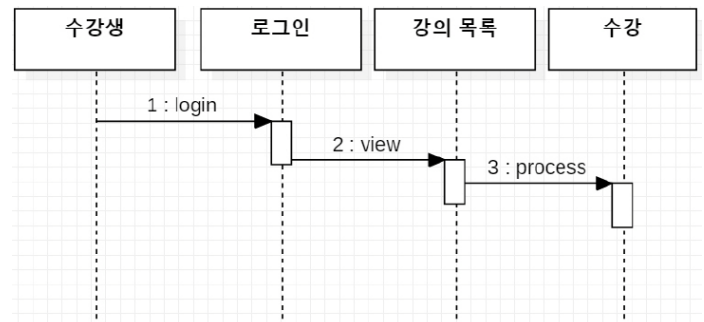 수강생
로그인
강의 목록
수강
1 : login
2 : view
3 : process